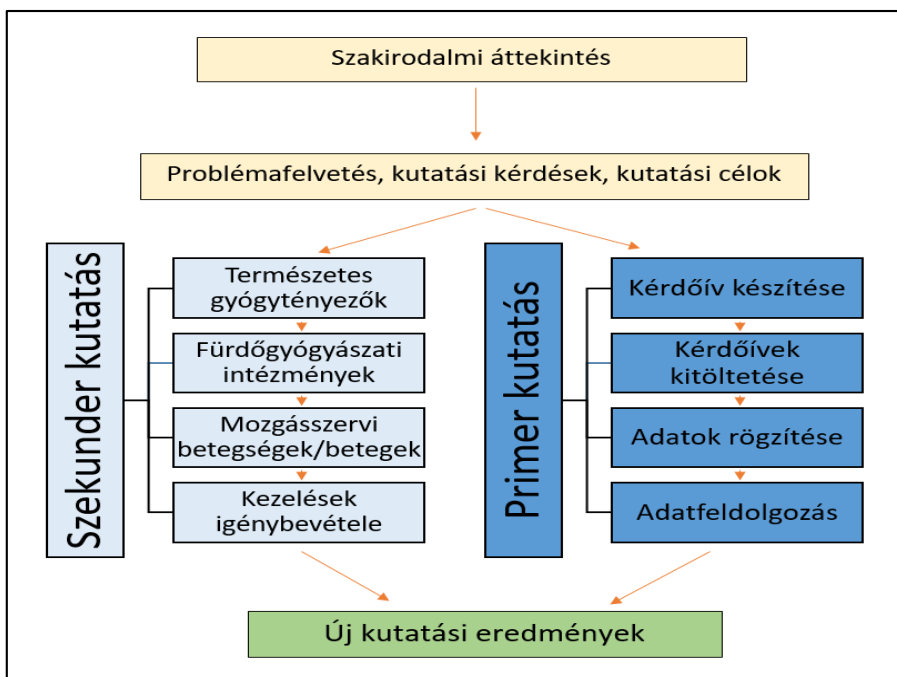 Szakirodalmi áttekintés
Problémafelvetés, kutatási kérdések, kutatási célok
Szekunder kutatás
Természetes
gyógytényezők
Fürdőgyógyászati
intézmények
Mozgásszervi
betegségek/betegek
Kezelések
igénybevétele
Primer kutatás
Kérdőív készítése
Kérdőívek
kitöltetése
Adatok rögzítése
Adatfeldolgozás
Új kutatási eredmények